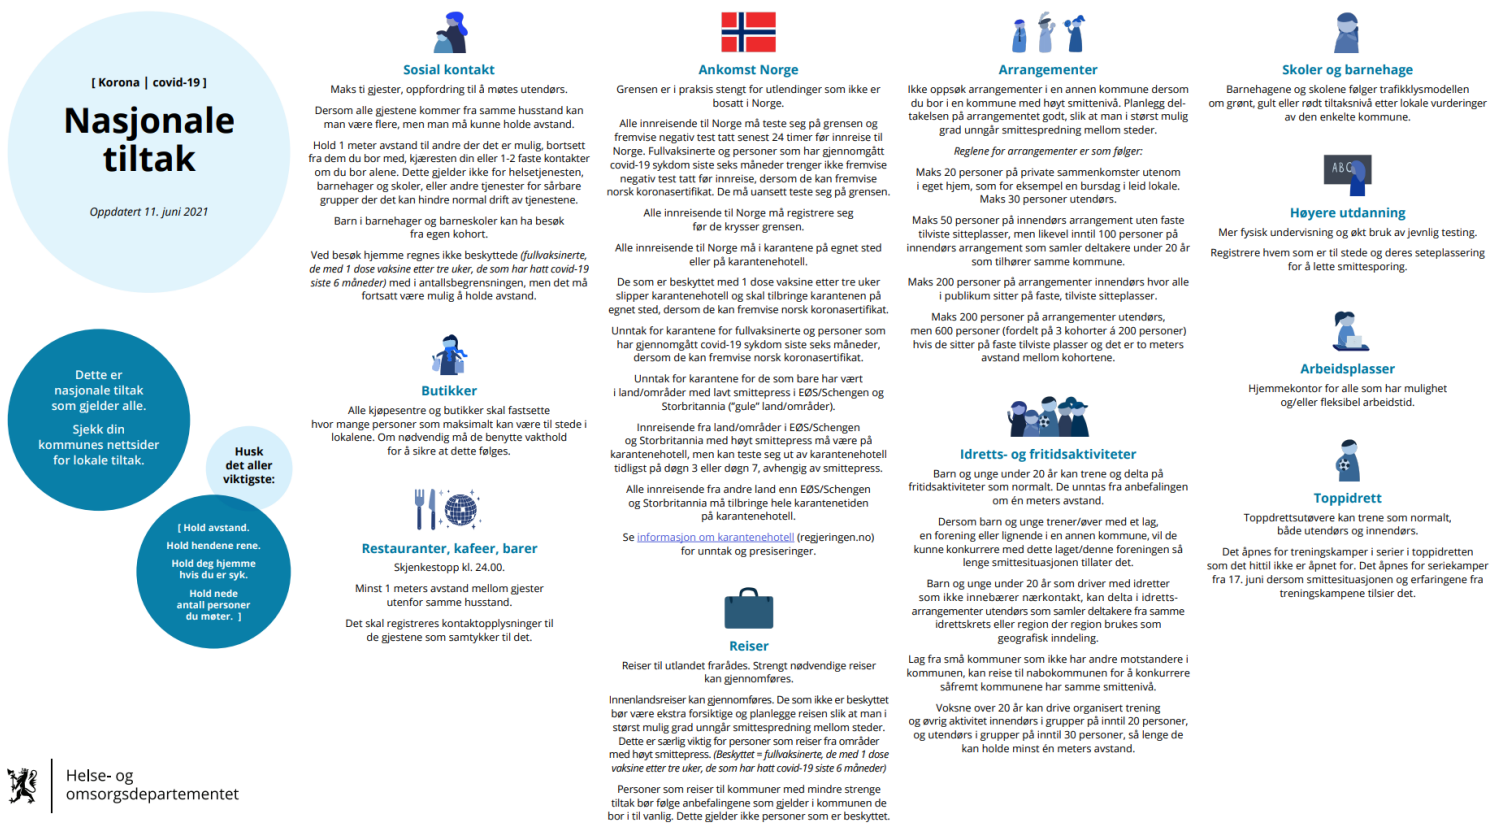 [ Korona | covid-19 ]
Nasjonale
tiltak
Oppdatert 11. juni 2021
Dette er
nasjonale tiltak
som gjelder alle.
Sjekk din
kommunes nettsider
for lokale tiltak.
Husk
det aller
viktigste:
[ Hold avstand.
Hold hendene rene.
Hold deg hjemme
hvis du er syk.
Hold nede
antall personer
du møter. ]
Helse- og
omsorgsdepartementet
Sosial kontakt
Maks ti gjester, oppfordring til å møtes utendørs.
Dersom alle gjestene kommer fra samme husstand kan
man være flere, men man må kunne holde avstand.
Hold 1 meter avstand til andre der det er mulig, bortsett
fra dem du bor med, kjæresten din eller 1-2 faste kontakter
om du bor alene. Dette gjelder ikke for helsetjenesten,
barnehager og skoler, eller andre tjenester for sårbare
grupper der det kan hindre normal drift av tjenestene.
Barn i barnehager og barneskoler kan ha besøk
fra egen kohort.
Ved besøk hjemme regnes ikke beskyttede (fullvaksinerte,
de med 1 dose vaksine etter tre uker, de som har hatt covid-19
siste 6 måneder) med i antallsbegrensningen, men det må
fortsatt være mulig å holde avstand.
Butikker
Alle kjøpesentre og butikker skal fastsette
hvor mange personer som maksimalt kan være til stede i
lokalene. Om nødvendig må de benytte vakthold
for å sikre at dette følges.
Restauranter, kafeer, barer
Skjenkestopp kl. 24.00.
Minst 1 meters avstand mellom gjester
utenfor samme husstand.
Det skal registreres kontaktopplysninger til
de gjestene som samtykker til det.
Ankomst Norge
Grensen er i praksis stengt for utlendinger som ikke er
bosatt i Norge.
Alle innreisende til Norge må teste seg på grensen og
fremvise negativ test tatt senest 24 timer før innreise til
Norge. Fullvaksinerte og personer som har gjennomgått
covid-19 sykdom siste seks måneder trenger ikke fremvise
negativ test tatt før innreise, dersom de kan fremvise
norsk koronasertifikat. De må uansett teste seg på grensen.
Alle innreisende til Norge må registrere seg
før de krysser grensen.
Alle innreisende til Norge må i karantene på egnet sted
eller på karantenehotell.
De som er beskyttet med 1 dose vaksine etter tre uker
slipper karantenehotell og skal tilbringe karantenen på
egnet sted, dersom de kan fremvise norsk koronasertifikat.
Unntak for karantene for fullvaksinerte og personer som
har gjennomgått covid-19 sykdom siste seks måneder,
dersom de kan fremvise norsk koronasertifikat.
Unntak for karantene for de som bare har vært
i land/områder med lavt smittepress i EØS/Schengen og
Storbritannia ("gule" land/områder).
Innreisende fra land/områder i EØS/Schengen
og Storbritannia med høyt smittepress må være på
karantenehotell, men kan teste seg ut av karantenehotell
tidligst på døgn 3 eller døgn 7, avhengig av smittepress.
Alle innreisende fra andre land enn EØS/Schengen
og Storbritannia må tilbringe hele karantenetiden
på karantenehotell.
Se informasjon om karantenehotell (regjeringen.no)
for unntak og presiseringer.
Reiser
Reiser til utlandet frarådes. Strengt nødvendige reiser
kan gjennomføres.
Innenlandsreiser kan gjennomføres. De som ikke er beskyttet
bør være ekstra forsiktige og planlegge reisen slik at man i
størst mulig grad unngår smittespredning mellom steder.
Dette er særlig viktig for personer som reiser fra områder
med høyt smittepress. (Beskyttet = fullvaksinerte, de med 1 dose
vaksine etter tre uker, de som har hatt covid-19 siste 6 måneder)
Personer som reiser til kommuner med mindre strenge
tiltak bør følge anbefalingene som gjelder i kommunen de
bor i til vanlig. Dette gjelder ikke personer som er beskyttet.
Arrangementer
Ikke oppsøk arrangementer i en annen kommune dersom
du bor i en kommune med høyt smittenivå. Planlegg del-
takelsen på arrangementet godt, slik at man i størst mulig
grad unngår smittespredning mellom steder.
Reglene for arrangementer er som følger:
Maks 20 personer på private sammenkomster utenom
i eget hjem, som for eksempel en bursdag i leid lokale.
Maks 30 personer utendørs.
Maks 50 personer på innendørs arrangement uten faste
tilviste sitteplasser, men likevel inntil 100 personer på
innendørs arrangement som samler deltakere under 20 år
som tilhører samme kommune.
Maks 200 personer på arrangementer innendørs hvor alle
i publikum sitter på faste, tilviste sitteplasser.
Maks 200 personer på arrangementer utendørs,
men 600 personer (fordelt på 3 kohorter á 200 personer)
hvis de sitter på faste tilviste plasser og det er to meters
avstand mellom kohortene.
Idretts- og fritidsaktiviteter
Barn og unge under 20 år kan trene og delta på
fritidsaktiviteter som normalt. De unntas fra anbefalingen
om én meters avstand.
Dersom barn og unge trener/øver med et lag,
en forening eller lignende i en annen kommune, vil de
kunne konkurrere med dette laget/denne foreningen så
lenge smittesituasjonen tillater det.
Barn og unge under 20 år som driver med idretter
som ikke innebærer nærkontakt, kan delta i idretts-
arrangementer utendørs som samler deltakere fra samme
idrettskrets eller region der region brukes som
geografisk inndeling.
Lag fra små kommuner som ikke har andre motstandere i
kommunen, kan reise til nabokommunen for å konkurrere
såfremt kommunene har samme smittenivå.
Voksne over 20 år kan drive organisert trening
og øvrig aktivitet innendørs i grupper på inntil 20 personer,
og utendørs i grupper på inntil 30 personer, så lenge de
kan holde minst én meters avstand.
Skoler og barnehage
Barnehagene og skolene følger trafikklysmodellen
om grønt, gult eller rødt tiltaksnivå etter lokale vurderinger
av den enkelte kommune.
ABC
Høyere utdanning
Mer fysisk undervisning og økt bruk av jevnlig testing.
Registrere hvem som er til stede og deres seteplassering
for å lette smittesporing.
Arbeidsplasser
Hjemmekontor for alle som har mulighet
og/eller fleksibel arbeidstid.
Toppidrett
Toppdrettsutøvere kan trene som normalt,
både utendørs og innendørs.
Det åpnes for treningskamper i serier i toppidretten
som det hittil ikke er åpnet for. Det åpnes for seriekamper
fra 17. juni dersom smittesituasjonen og erfaringene fra
treningskampene tilsier det.